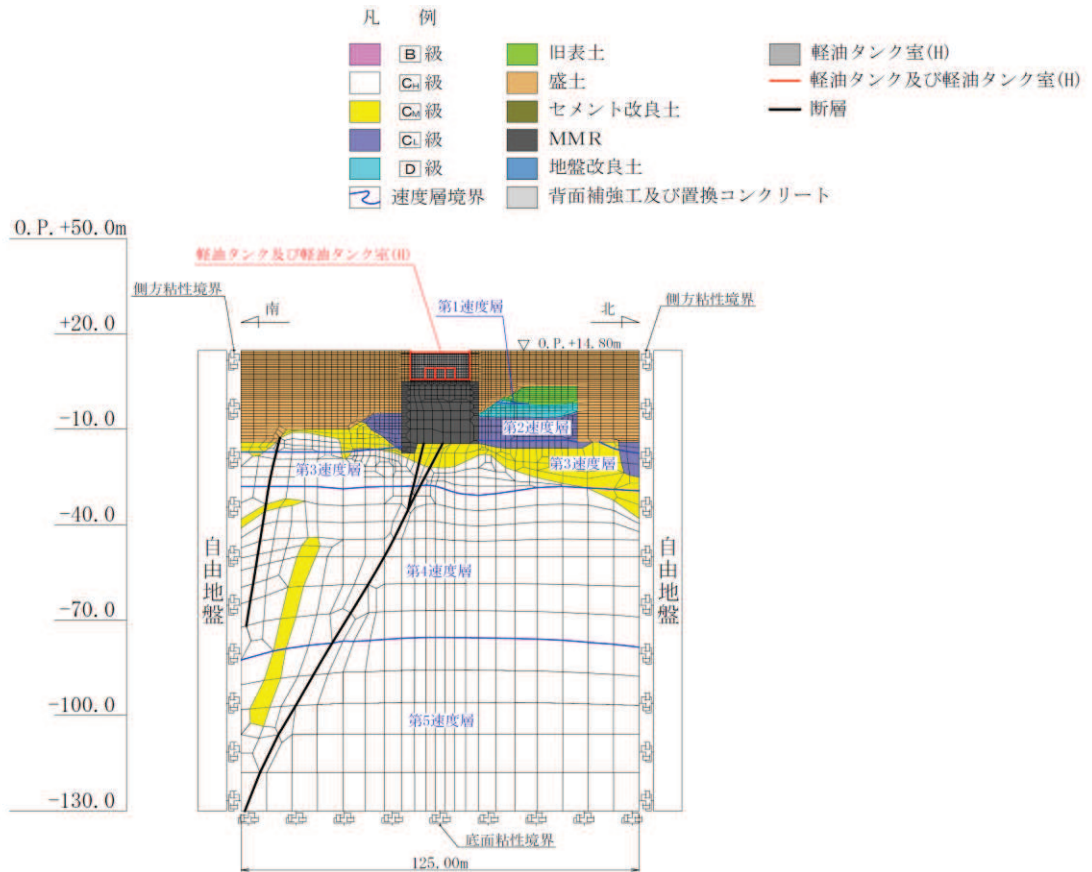 凡 例
B級
CH級
CM級
CL級
D級
速度層境界
旧表土
盛土
セメント改良土
MMR
地盤改良土
背面補強工及び置換コンクリート
軽油タンク室(H)
軽油タンク及び軽油タンク室(H)
断層
O.P.+50.0m
+20.0
-10.0
-40.0
-70.0
-100.0
-130.0
軽油タンク及び軽油タンク室(H)
側方粘性境界
側方粘性境界
南
北
第1速度層
O.P.+14.80m
第2速度層
第3速度層
第3速度層
第4速度層
第5速度層
自由地盤
自由地盤
底面粘性境界
125.00m